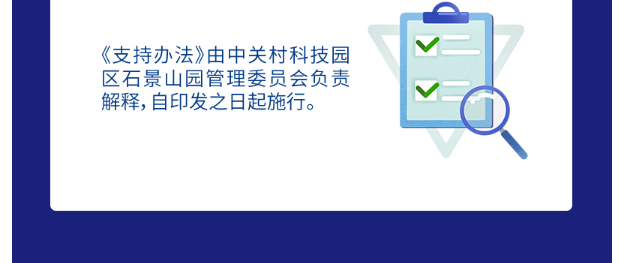 《支持办法》由中关村科技园
区石景山园管理委员会负责
解释，自印发之日起施行。